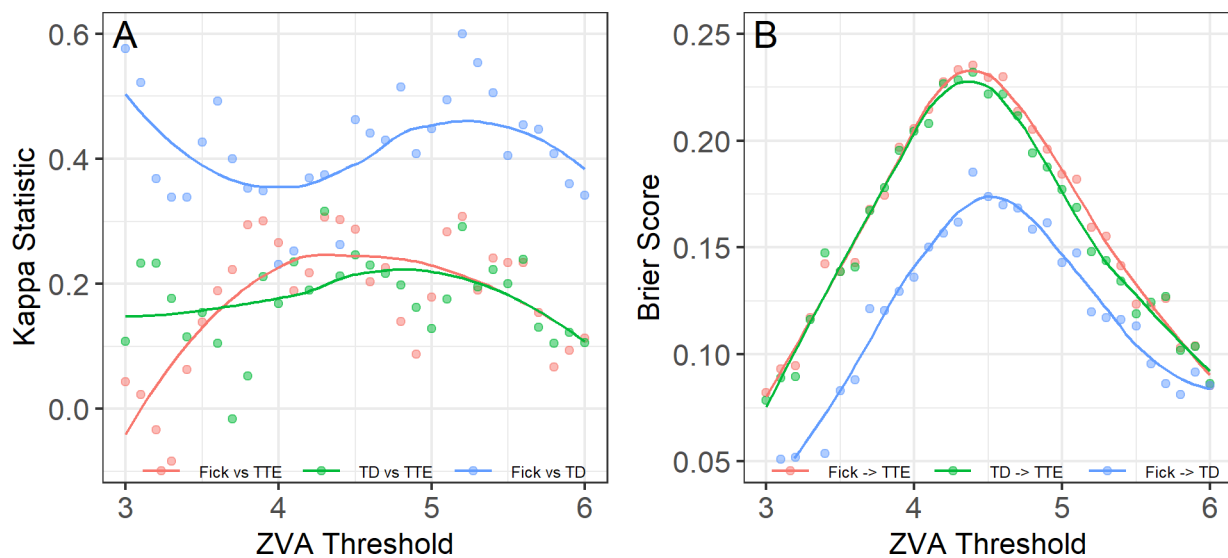 A
Kappa Statistic
0.6
0.4
0.2
0.0
Fick vs TTE TD vs TTE Fick vs TD
3 4 5 6
ZVA Threshold
B
Brier Score
0.25
0.20
0.15
0.10
0.05
Fick -> TTE TD -> TTE Fick -> TD
3 4 5 6
ZVA Threshold